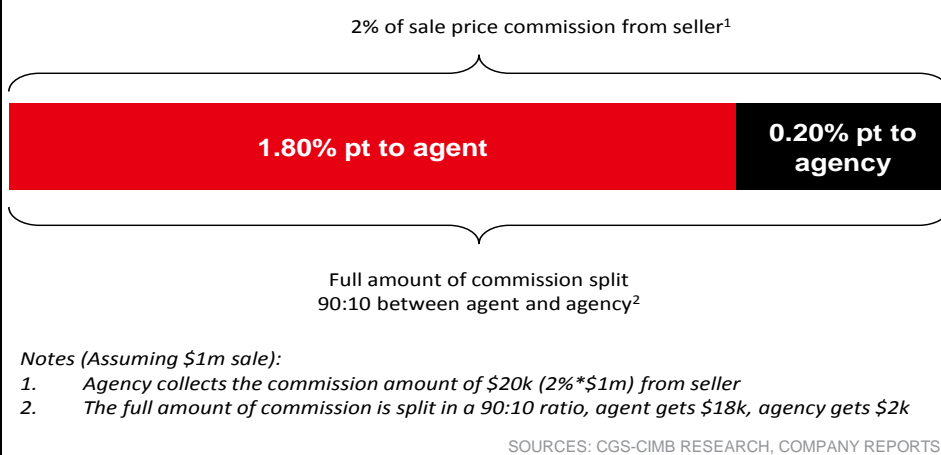 2% of sale price commission from seller1
1.80% pt to agent
0.20% pt to
agency
Full amount of commission split
90:10 between agent and agency2
Notes (Assuming $1m sale):
1. Agency collects the commission amount of $20k (2%*$1m) from seller
2. The full amount of commission is split in a 90:10 ratio, agent gets $18k, agency gets $2k
SOURCES: CGS-CIMB RESEARCH, COMPANY REPORTS